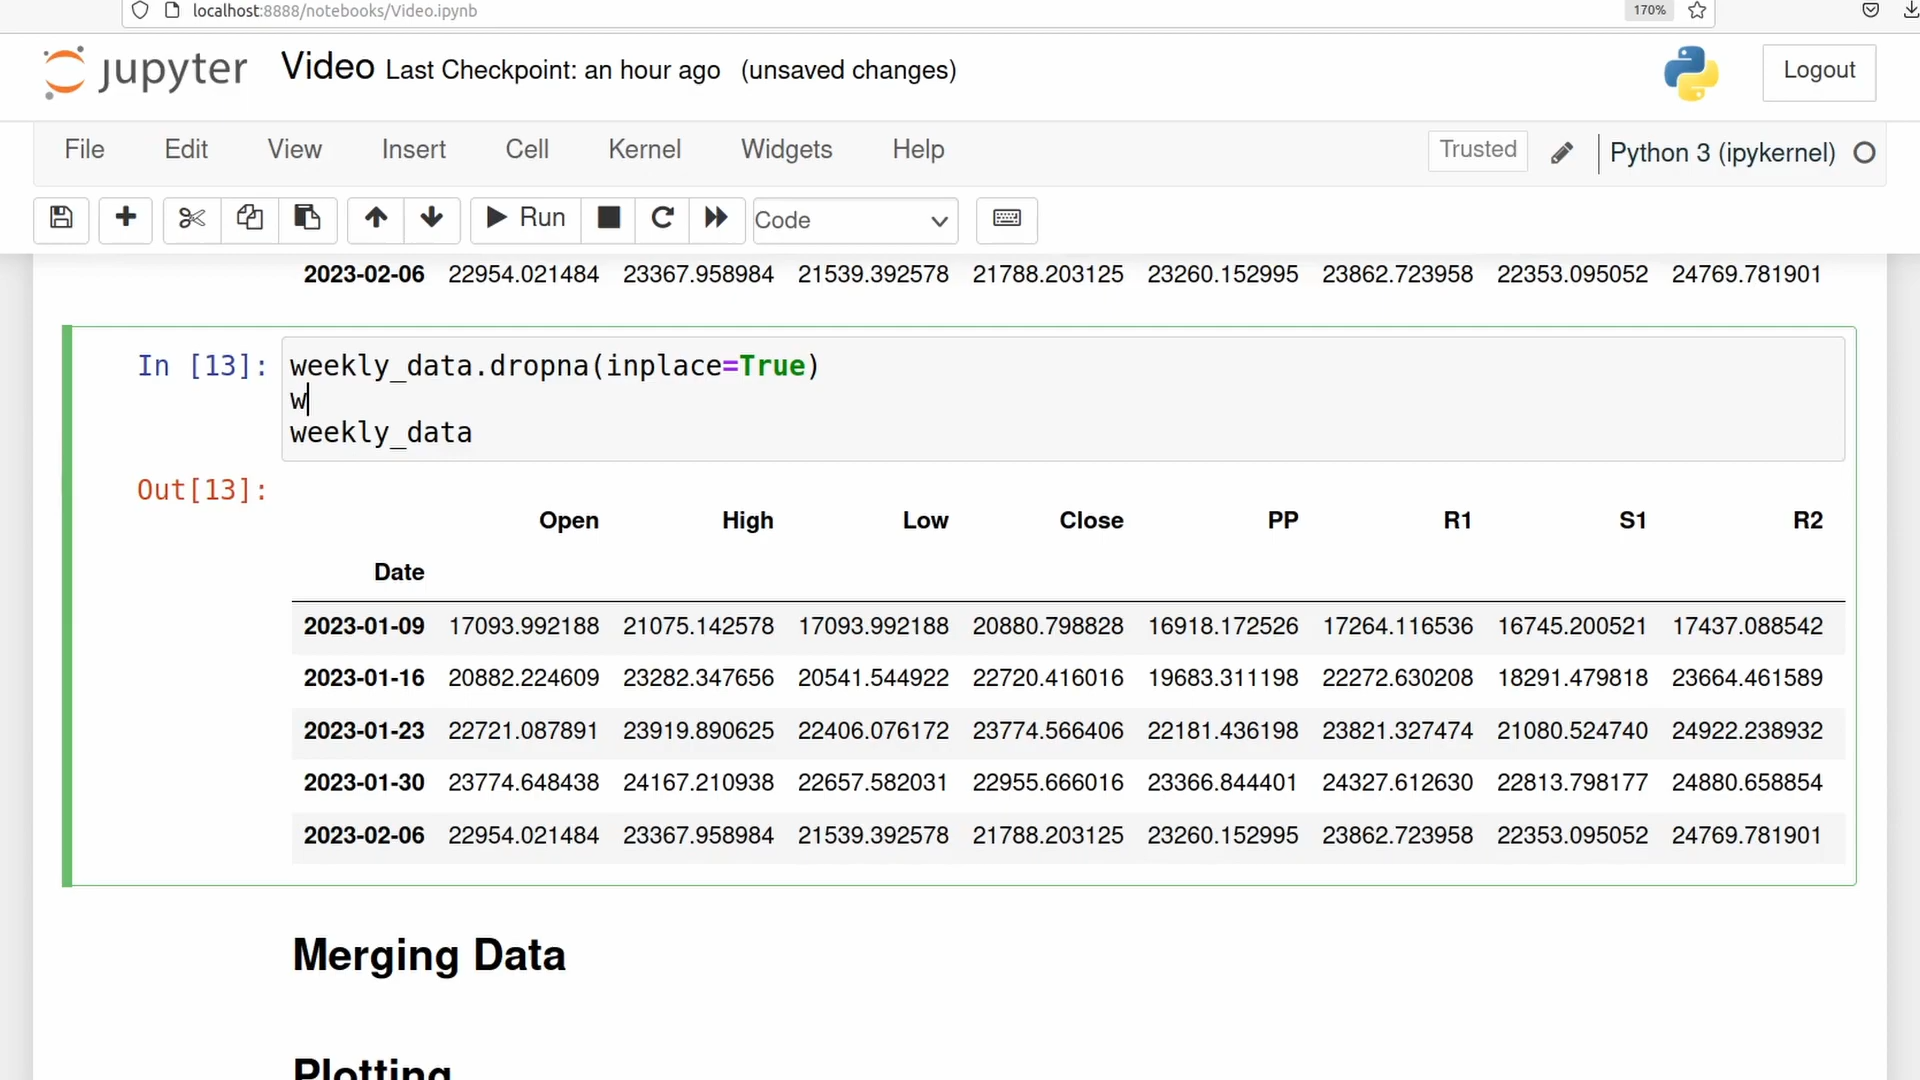 localhost:8888/notebooks/Video.ipynb 170%
jupyter Video Last Checkpoint: an hour ago (unsaved changes) Logout
File Edit View Insert Cell Kernel Widgets Help Trusted Python 3 (ipykernel)
Run Code
2023-02-06 22954.021484 23367.958984 21539.392578 21788.203125 23260.152995 23862.723958 22353.095052 24769.781901
In [13]: weekly_data.dropna(inplace=True)
w
weekly_data
Out[13]:
Open High Low Close PP R1 S1 R2
Date
2023-01-09 17093.992188 21075.142578 17093.992188 20880.798828 16918.172526 17264.116536 16745.200521 17437.088542
2023-01-16 20882.224609 23282.347656 20541.544922 22720.416016 19683.311198 22272.630208 18291.479818 23664.461589
2023-01-23 22721.087891 23919.890625 22406.076172 23774.566406 22181.436198 23821.327474 21080.524740 24922.238932
2023-01-30 23774.648438 24167.210938 22657.582031 22955.666016 23366.844401 24327.612630 22813.798177 24880.658854
2023-02-06 22954.021484 23367.958984 21539.392578 21788.203125 23260.152995 23862.723958 22353.095052 24769.781901
Merging Data
Plotting